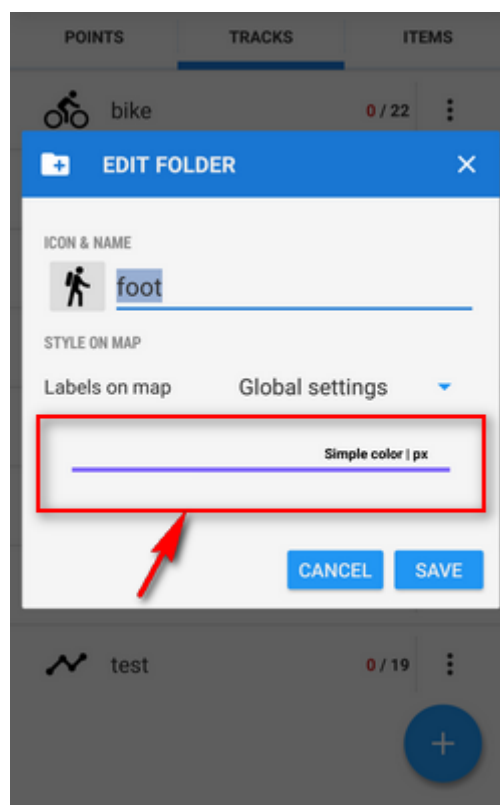 POINTS TRACKS ITEMS
bike 0 / 22
EDIT FOLDER
ICON & NAME
foot
STYLE ON MAP
Labels on map Global settings
Simple color | px
CANCEL SAVE
test 0 / 19